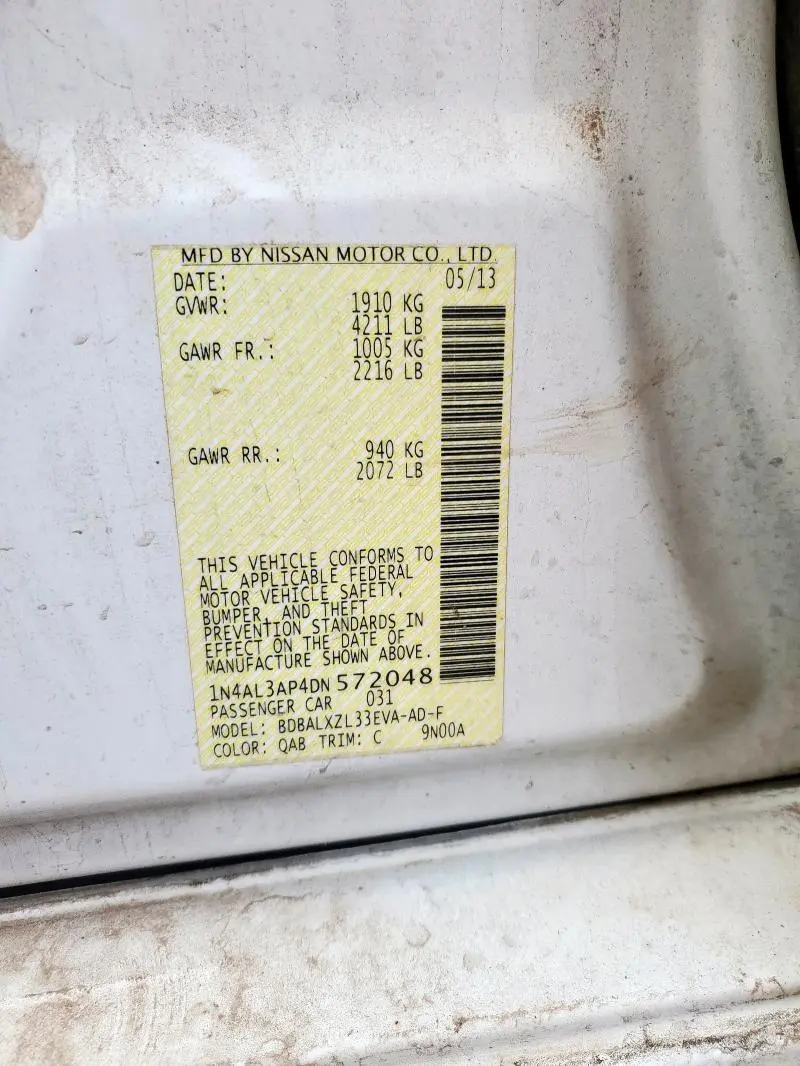 MFD BY NISSAN MOTOR CO., LTD.
DATE: 05/13
GVWR: 1910 KG
4211 LB
GAWR FR.: 1005 KG
2216 LB
GAWR RR.: 940 KG
2072 LB
THIS VEHICLE CONFORMS TO
ALL APPLICABLE FEDERAL
MOTOR VEHICLE SAFETY,
BUMPER, AND THEFT
PREVENTION STANDARDS IN
EFFECT ON THE DATE OF
MANUFACTURE SHOWN ABOVE.
1N4AL3AP4DN 572048
PASSENGER CAR 031
MODEL: BDBALXZL33EVA-AD-F
COLOR: QAB TRIM: C 9N00A